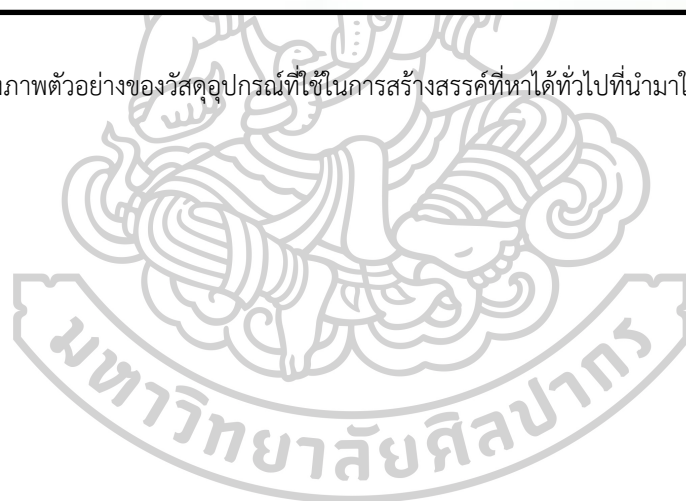 ภาพตัวอย่างของวัสดุอุปกรณ์ที่ใช้ในการสร้างสรรค์ที่หาได้ทั่วไปที่นำมา
มหาวิทยาลัยศิลปากร